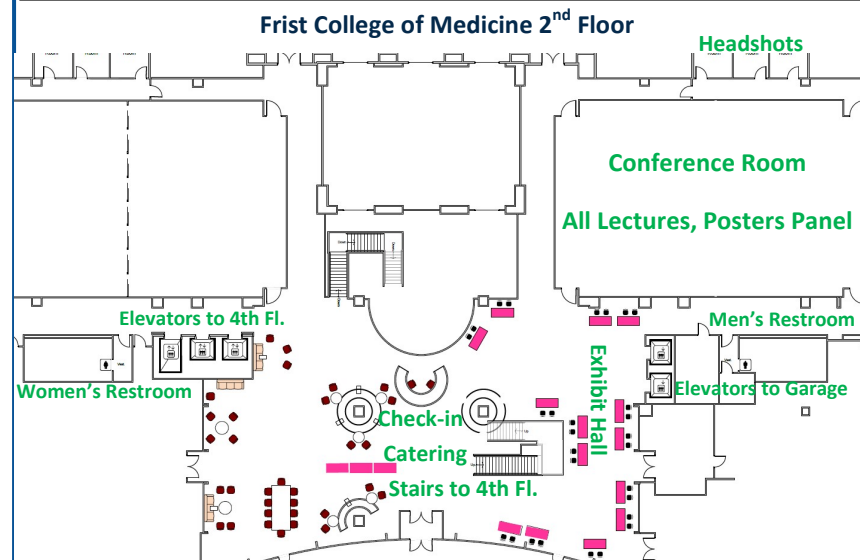 Frist College of Medicine 2nd Floor
Headshots
Conference Room
All Lectures, Posters Panel
Elevators to 4th Fl.
Men's Restroom
Women's Restroom
Exhibit Hall
Elevators to Garage
Check-in
Catering
Stairs to 4th Fl.